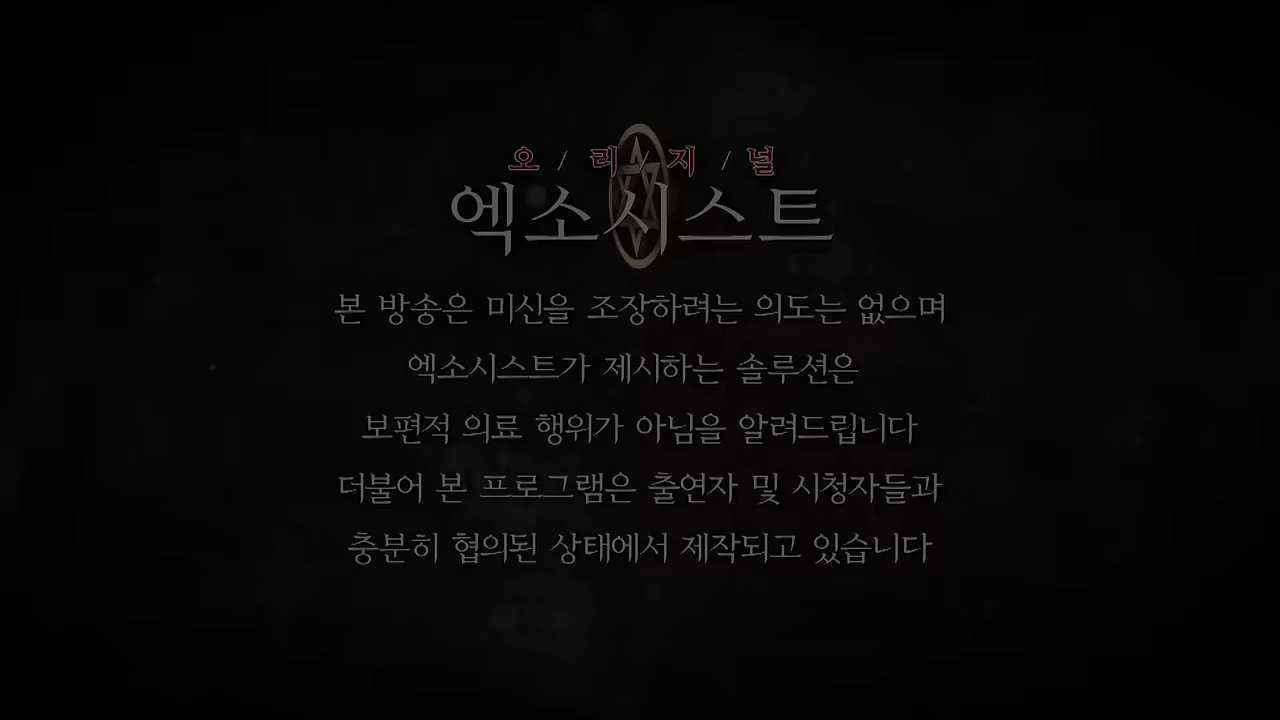 오/리/지/널
엑소시스트
본 방송은 미신을 조장하려는 의도는 없으며
엑소시스트가 제시하는 솔루션은
보편적 의료 행위가 아님을 알려드립니다
더불어 본 프로그램은 출연자 및 시청자들과
충분히 협의된 상태에서 제작되고 있습니다